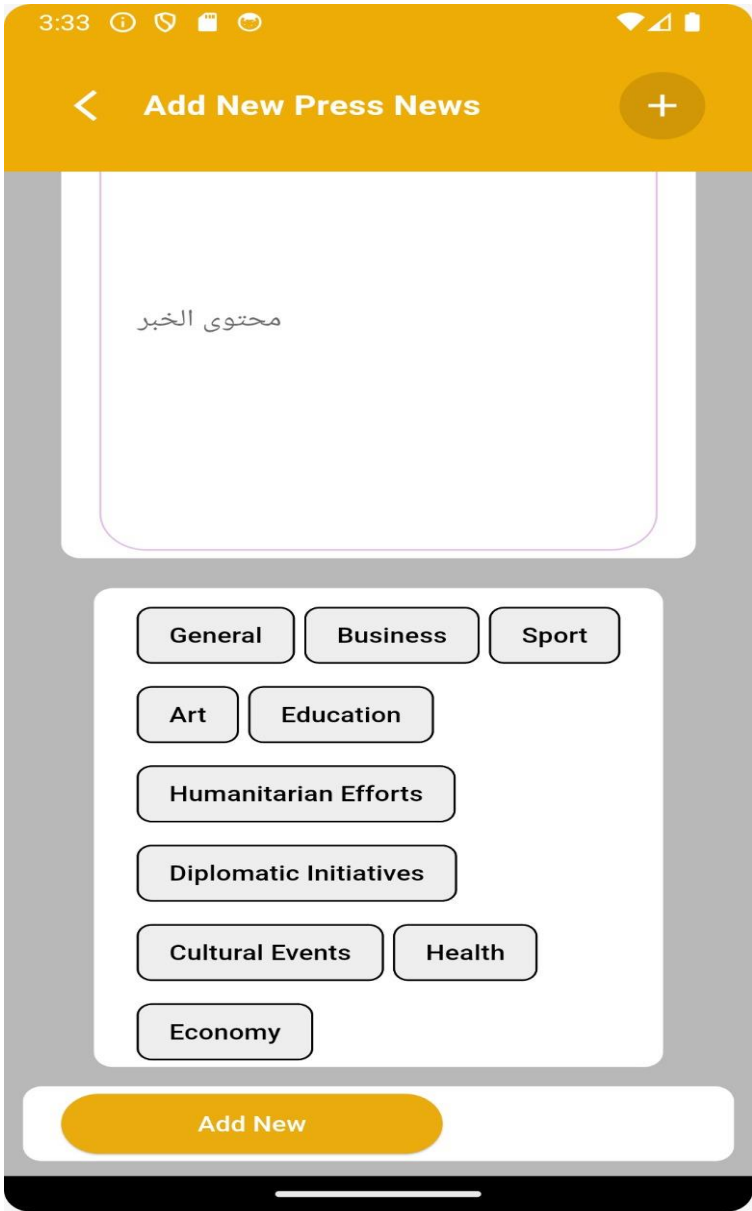 3:33
Add New Press News
محتوى الخبر
General Business Sport
Art Education
Humanitarian Efforts
Diplomatic Initiatives
Cultural Events Health
Economy
Add New